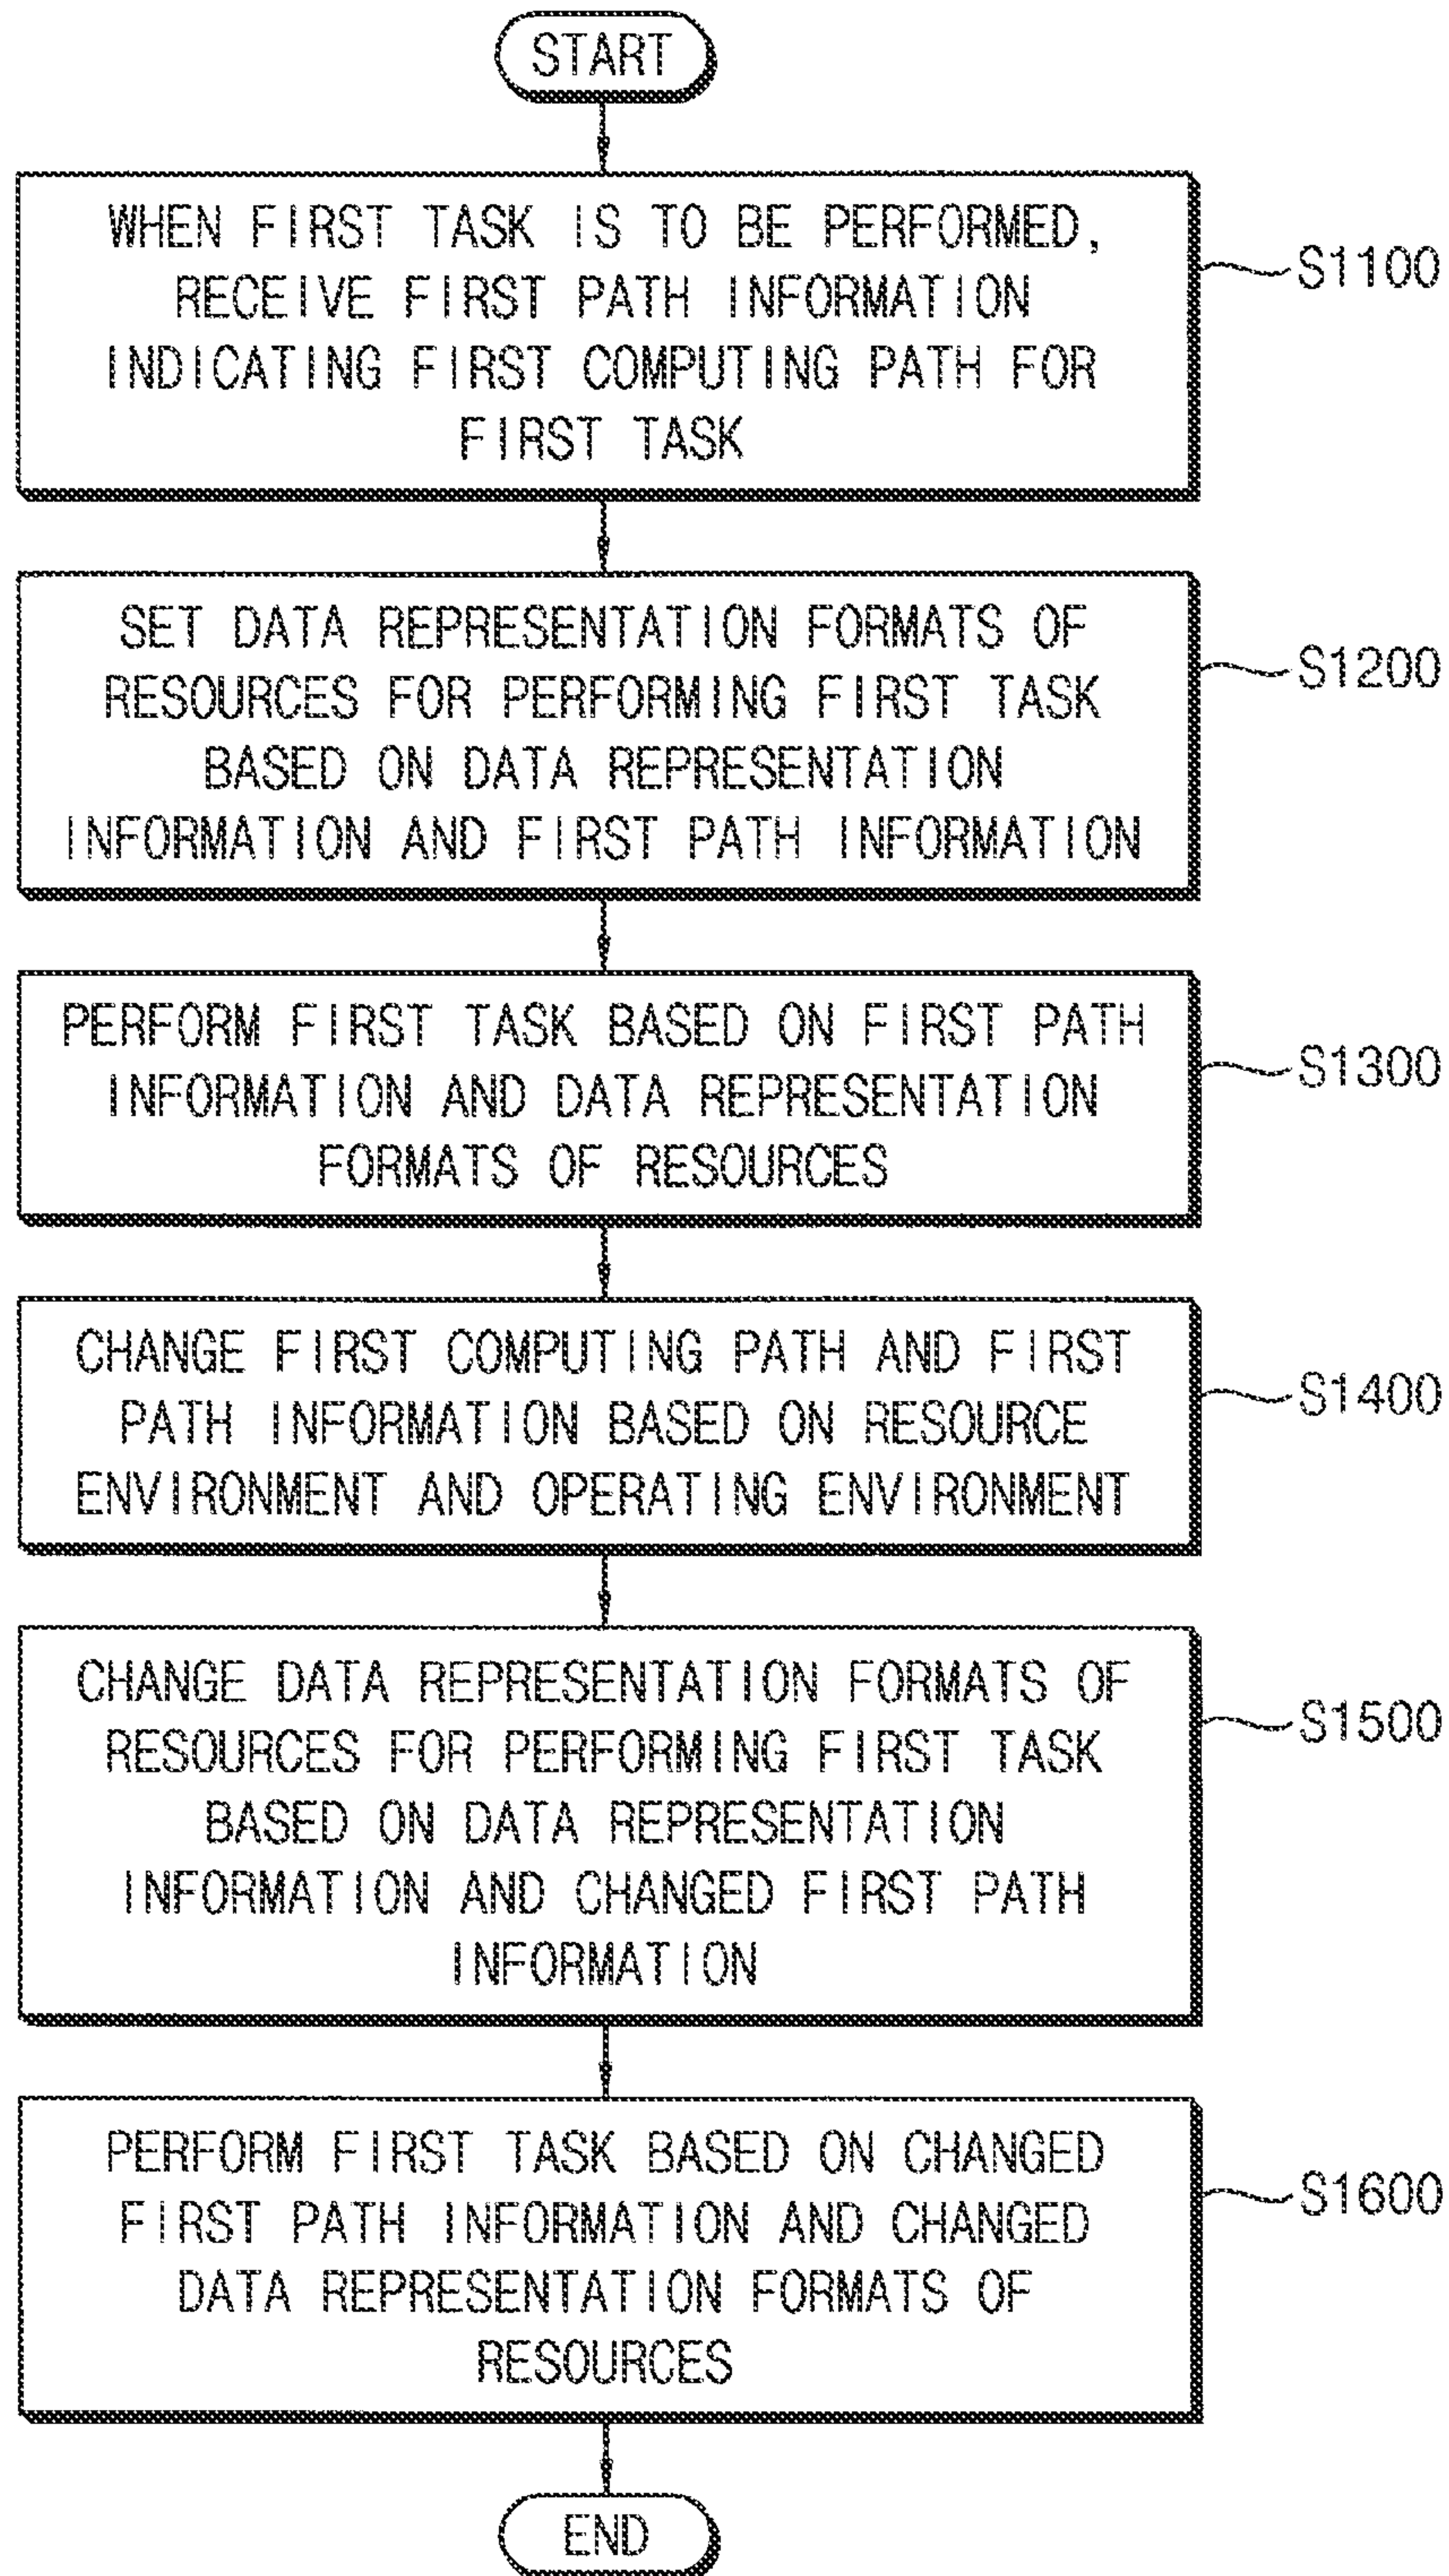 START
WHEN FIRST TASK IS TO BE PERFORMED,
RECEIVE FIRST PATH INFORMATION
INDICATING FIRST COMPUTING PATH FOR
FIRST TASK
S1100
SET DATA REPRESENTATION FORMATS OF
RESOURCES FOR PERFORMING FIRST TASK
BASED ON DATA REPRESENTATION
INFORMATION AND FIRST PATH INFORMATION
S1200
PERFORM FIRST TASK BASED ON FIRST PATH
INFORMATION AND DATA REPRESENTATION
FORMATS OF RESOURCES
S1300
CHANGE FIRST COMPUTING PATH AND FIRST
PATH INFORMATION BASED ON RESOURCE
ENVIRONMENT AND OPERATING ENVIRONMENT
S1400
CHANGE DATA REPRESENTATION FORMATS OF
RESOURCES FOR PERFORMING FIRST TASK
BASED ON DATA REPRESENTATION
INFORMATION AND CHANGED FIRST PATH
INFORMATION
S1500
PERFORM FIRST TASK BASED ON CHANGED
FIRST PATH INFORMATION AND CHANGED
DATA REPRESENTATION FORMATS OF
RESOURCES
S1600
END